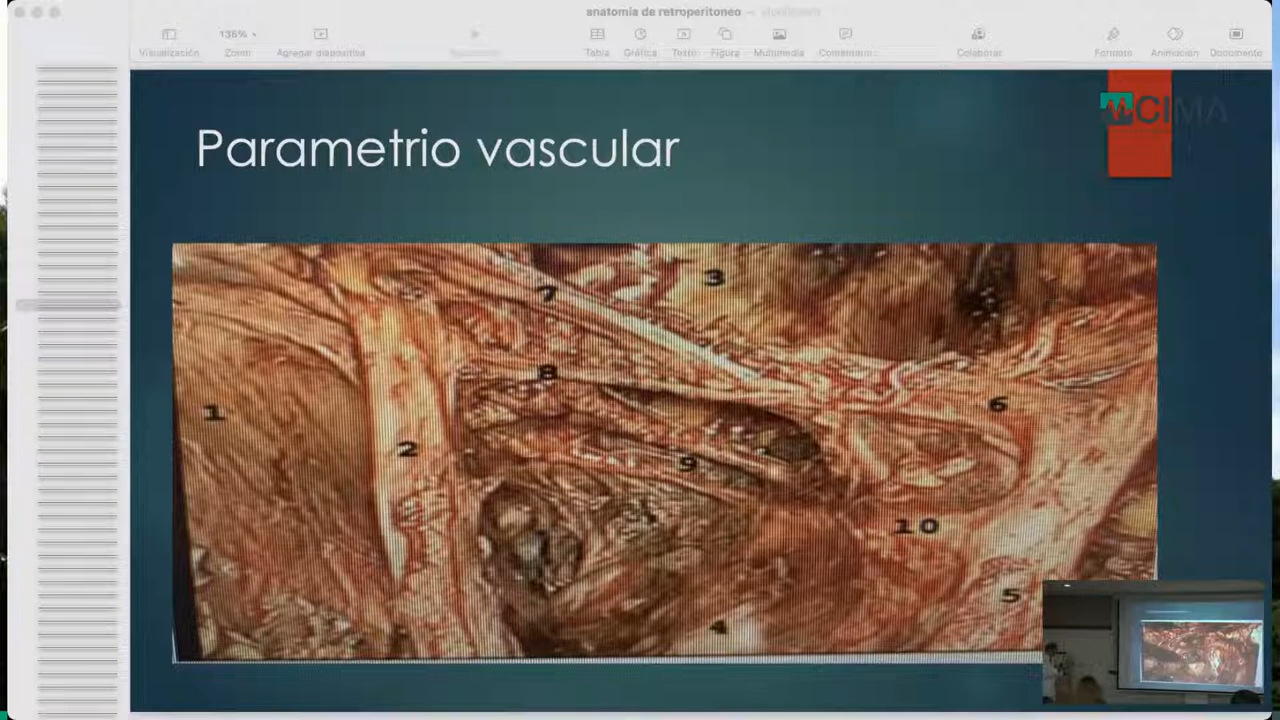 anatomia de retroperitoneo
136%
Visualización
Zoom
Agregar diapositiva
Tabla
Gráfica
Texto
Figura
Multimedia
Comentario
Colaborar
Formato
Animación
Documento
CIMA
Parametrio vascular
3
7
8
1
6
2
9
10
5
4